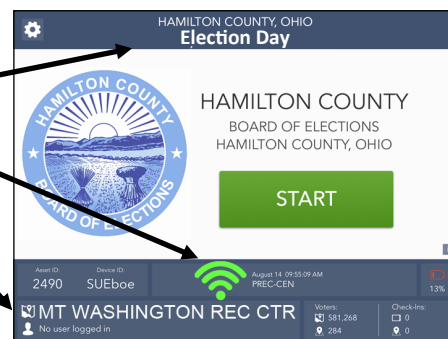 HAMILTON COUNTY, OHIO
Election Day
HAMILTON COUNTY
BOARD OF ELECTIONS
HAMILTON COUNTY
BOARD OF ELECTIONS
HAMILTON COUNTY, OHIO
START
Asset ID: Device ID:
2490 SUEboe
August 14 09:55:09 AM
PREC-CEN
13%
MT WASHINGTON REC CTR
No user logged in
Voters: Check-Ins:
581,268 0
284 0